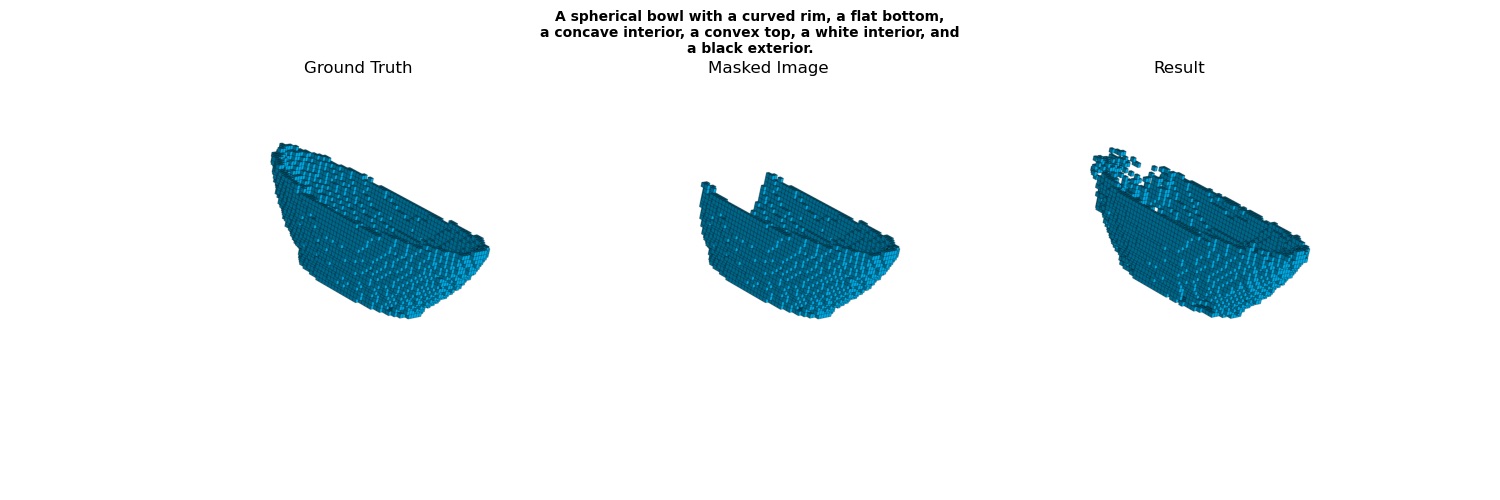 A spherical bowl with a curved rim, a flat bottom,
a concave interior, a convex top, a white interior, and
a black exterior.
Ground Truth
Masked Image
Result